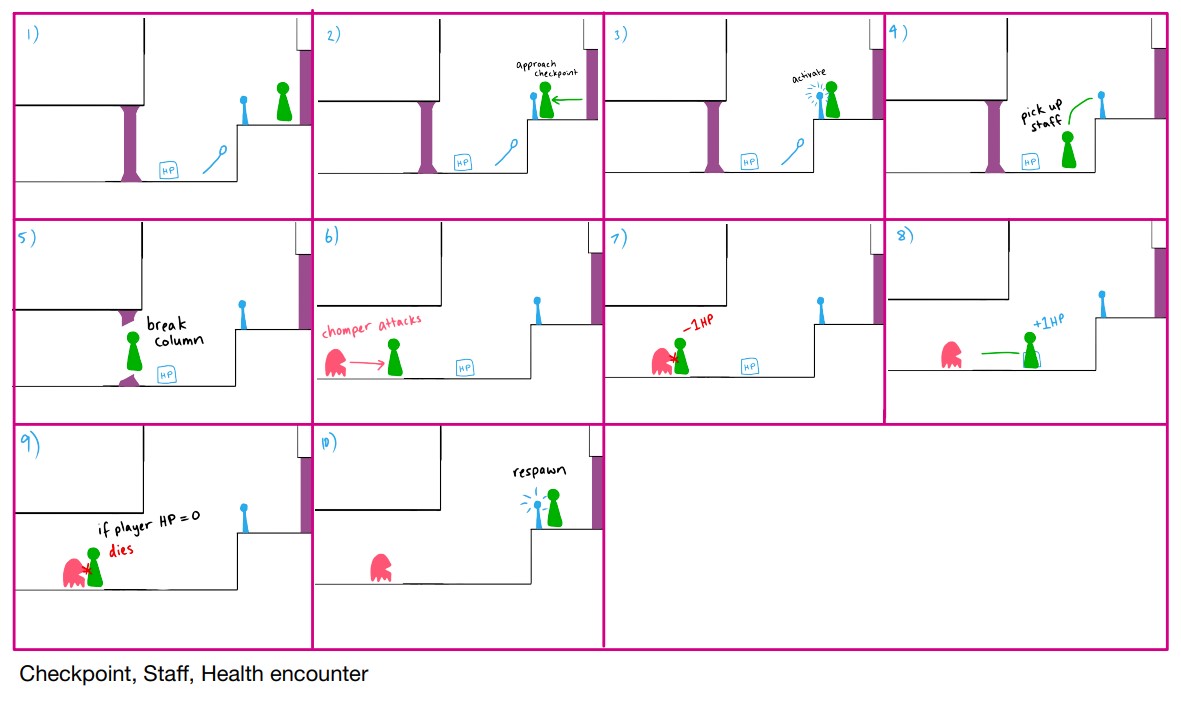 1)
HP
2)
approach
checkpoint
HP
3)
activate
HP
4)
pick up
staff
HP
5)
break
column
HP
6)
chomper attacks
HP
7)
-1HP
HP
8)
+1HP
9)
if player HP = 0
dies
10)
respawn
Checkpoint, Staff, Health encounter